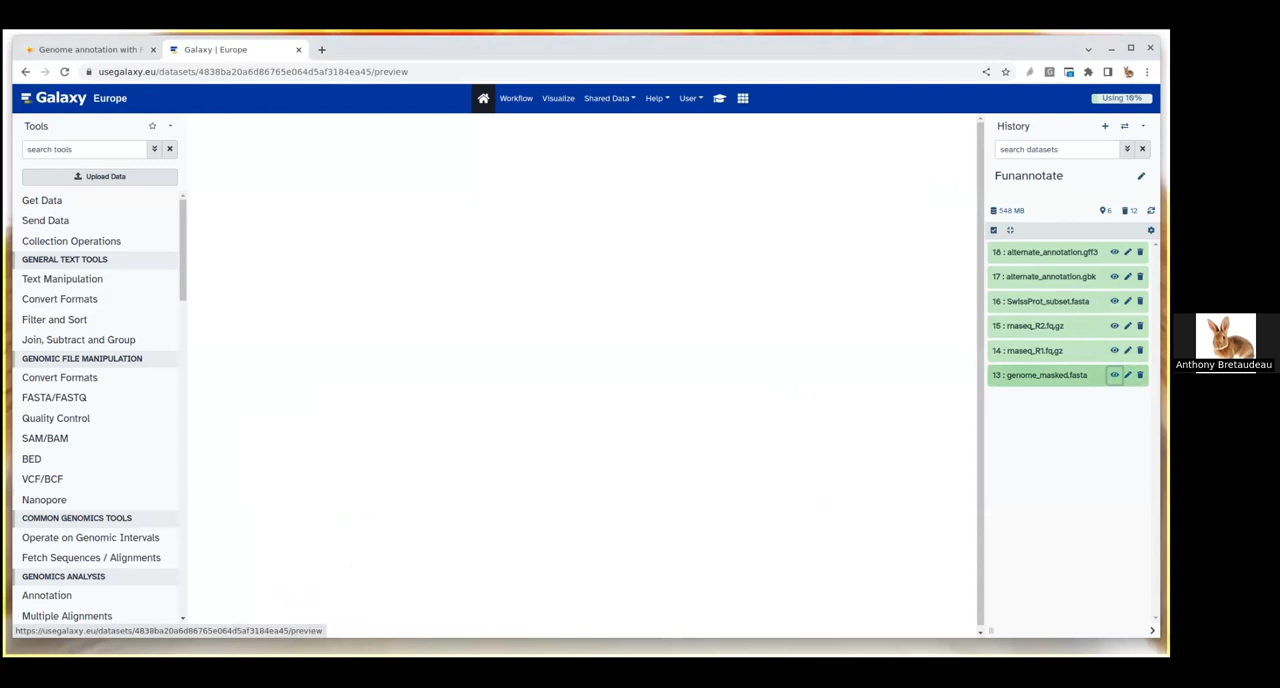 Genome annotation with F
Galaxy | Europe
usegalaxy.eu/datasets/4838ba20a6d86765e064d5af3184ea45/preview
Galaxy Europe
Workflow Visualize Shared Data Help User
Using 10%
Tools
search tools
Upload Data
Get Data
Send Data
Collection Operations
GENERAL TEXT TOOLS
Text Manipulation
Convert Formats
Filter and Sort
Join, Subtract and Group
GENOMIC FILE MANIPULATION
Convert Formats
FASTA/FASTQ
Quality Control
SAM/BAM
BED
VCF/BCF
Nanopore
COMMON GENOMICS TOOLS
Operate on Genomic Intervals
Fetch Sequences / Alignments
GENOMICS ANALYSIS
Annotation
Multiple Alignments
https://usegalaxy.eu/datasets/4838ba20a6d86765e064d5af3184ea45/preview
History
search datasets
Funannotate
548 MB
6
12
18 : alternate_annotation.gff3
17 : alternate_annotation.gbk
16 : SwissProt_subset.fasta
15 : rnaseq_R2.fq.gz
14 : rnaseq_R1.fq.gz
13 : genome_masked.fasta
Anthony Bretaudeau